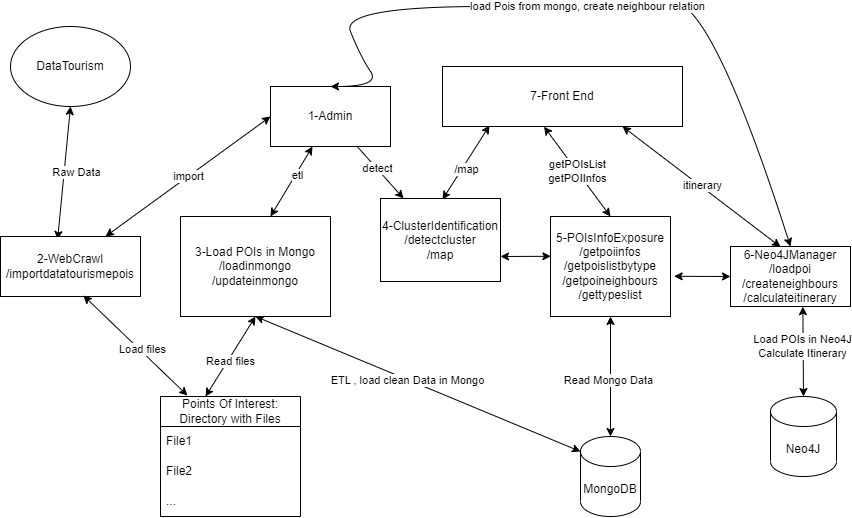 load Pois from mongo, create neighbour relation
DataTourism
1-Admin
7-Front End
Raw Data
import
etl
detect
/map
getPOIsList
getPOIInfos
itinerary
2-WebCrawl
/importdatatourismepois
3-Load POIs in Mongo
/loadinmongo
/updateinmongo
4-ClusterIdentification
/detectcluster
/map
5-POIsInfoExposure
/getpoiinfos
/getpoislistbytype
/getpoineighbours
/gettypeslist
6-Neo4JManager
/loadpoi
/createneighbours
/calculateitinerary
Load files
Read files
ETL , load clean Data in Mongo
Read Mongo Data
Load POIs in Neo4J
Calculate Itinerary
Points Of Interest:
Directory with Files
File1
File2
...
MongoDB
Neo4J